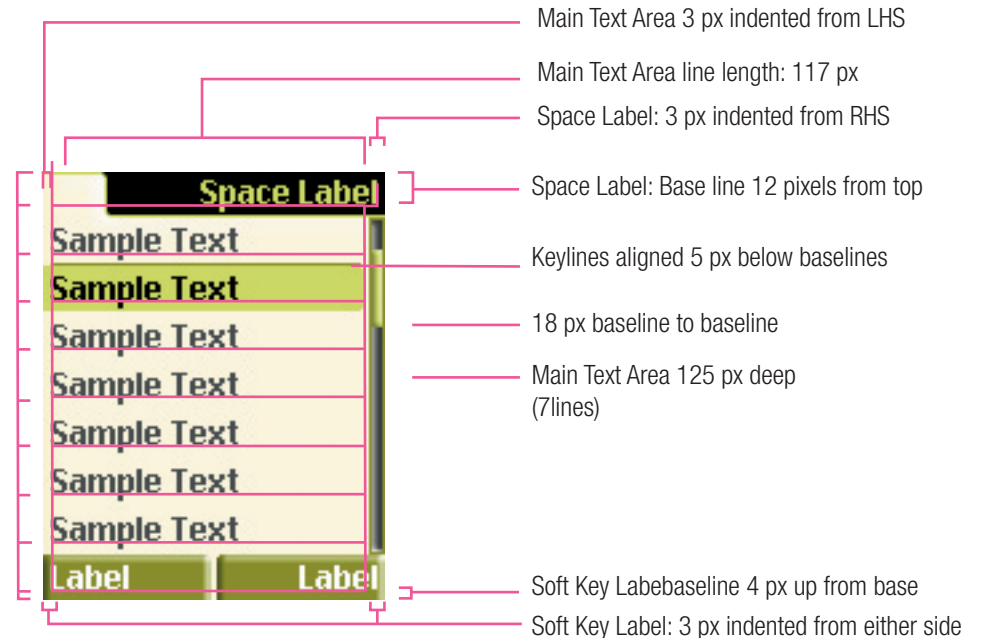 Main Text Area 3 px indented from LHS
Main Text Area line length: 117 px
Space Label: 3 px indented from RHS
Space Label
Space Label: Base line 12 pixels from top
Sample Text
Keylines aligned 5 px below baselines
Sample Text
Sample Text
18 px baseline to baseline
Sample Text
Main Text Area 125 px deep
(7lines)
Sample Text
Sample Text
Sample Text
Label
Label
Soft Key Labebaseline 4 px up from base
Soft Key Label: 3 px indented from either side